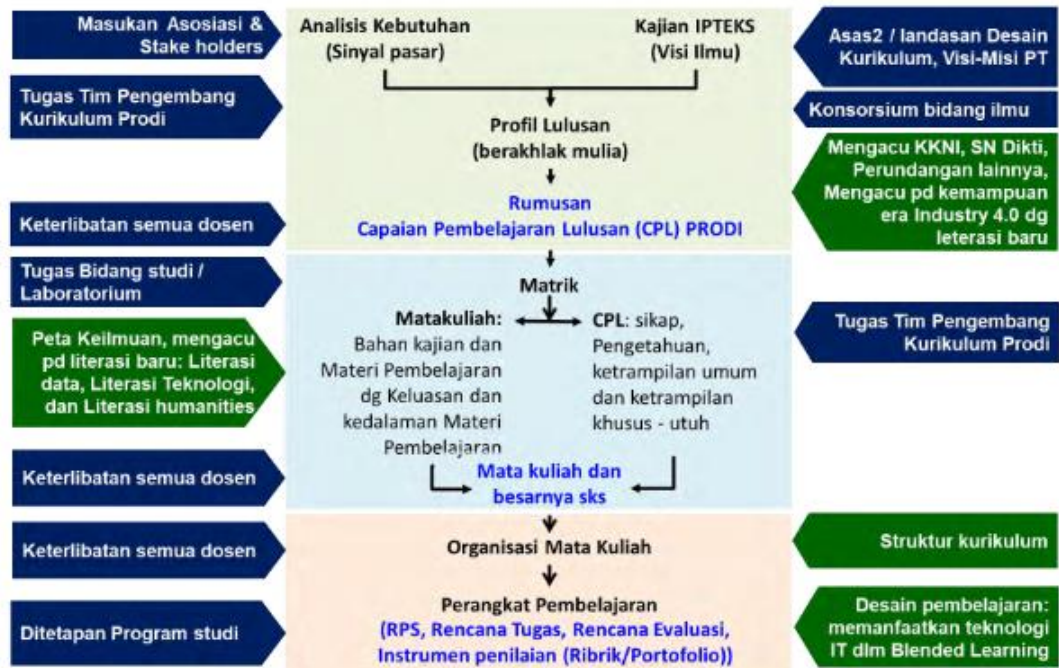 Masukan Asosiasi &
Stake holders
Tugas Tim Pengembang
Kurikulum Prodi
Keterlibatan semua dosen
Tugas Bidang studi /
Laboratorium
Peta Keilmuan, mengacu
pd literasi baru: Literasi
data, Literasi Teknologi,
dan Literasi humanities
Keterlibatan semua dosen
Keterlibatan semua dosen
Ditetapan Program studi
Analisis Kebutuhan
(Sinyal pasar)
Kajian IPTEKS
(Visi Ilmu)
Profil Lulusan
(berakhlak mulia)
Rumusan
Capaian Pembelajaran Lulusan (CPL) PRODI
Matrik
Matakuliah:
Bahan kajian dan
Materi Pembelajaran
dg Keluasan dan
kedalaman Materi
Pembelajaran
CPL: sikap,
Pengetahuan,
ketrampilan umum
dan ketrampilan
khusus - utuh
Mata kuliah dan
besarnya sks
Organisasi Mata Kuliah
Perangkat Pembelajaran
(RPS, Rencana Tugas, Rencana Evaluasi,
Instrumen penilaian (Ribrik/Portofolio))
Asas2 / landasan Desain
Kurikulum, Visi-Misi PT
Konsorsium bidang ilmu
Mengacu KKNI, SN Dikti,
Perundangan lainnya,
Mengacu pd kemampuan
era Industry 4.0 dg
leterasi baru
Tugas Tim Pengembang
Kurikulum Prodi
Struktur kurikulum
Desain pembelajaran:
memanfaatkan teknologi
IT dlm Blended Learning